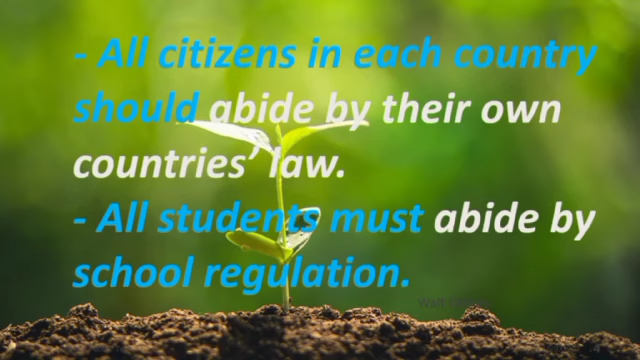 - All citizens in each country
should abide by their own
countries’ law.
- All students must abide by
school regulation.